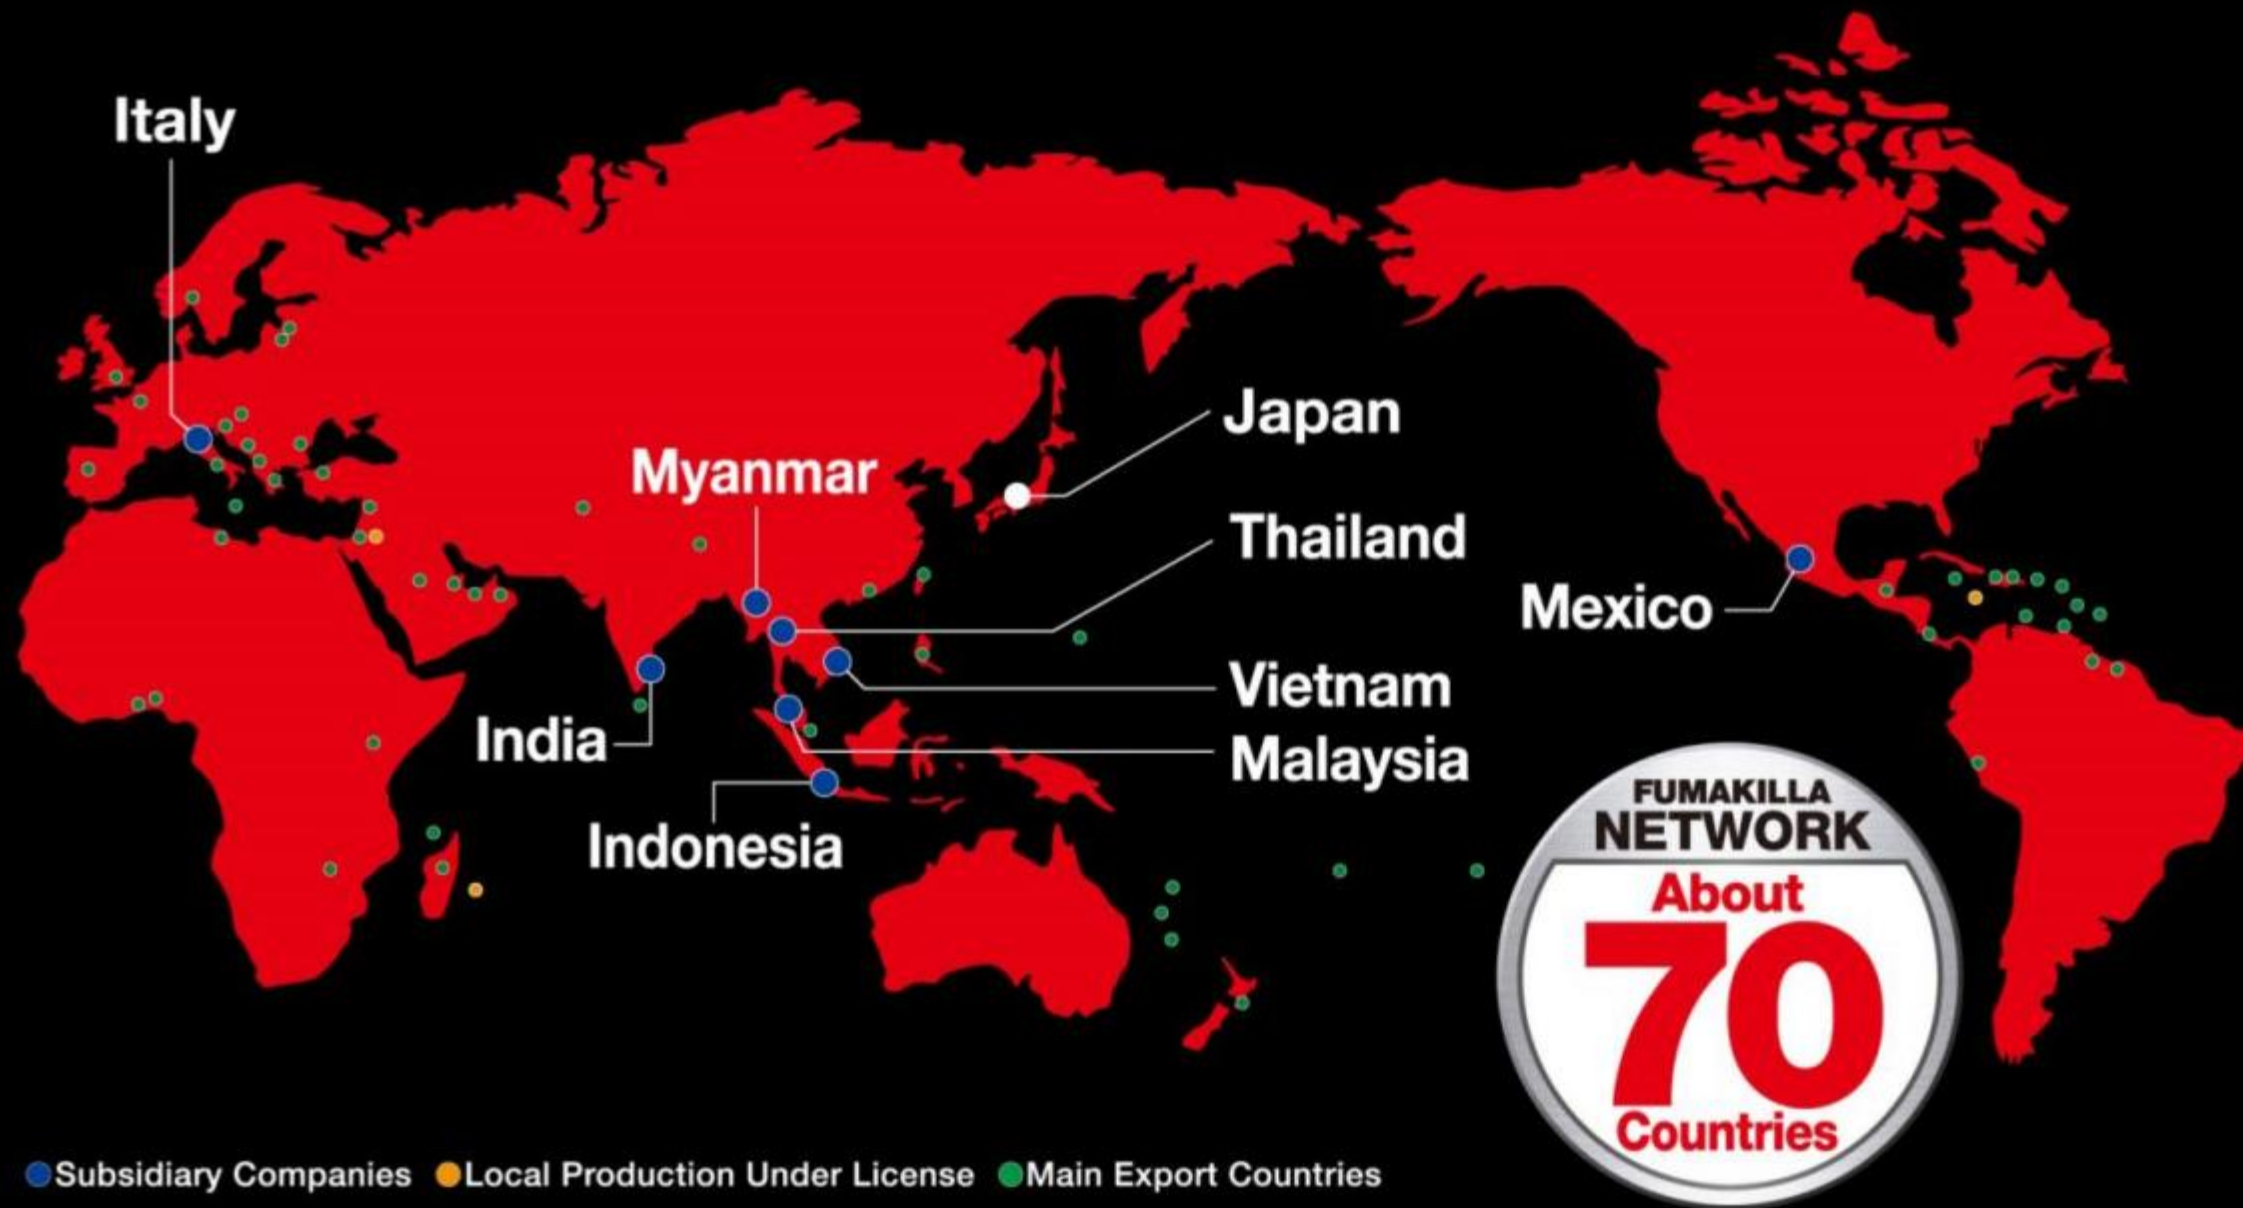 Italy
Japan
Myanmar
Thailand
Mexico
Vietnam
India
Malaysia
Indonesia
FUMAKILLA
NETWORK
About
70
Countries
Subsidiary Companies
Local Production Under License
Main Export Countries